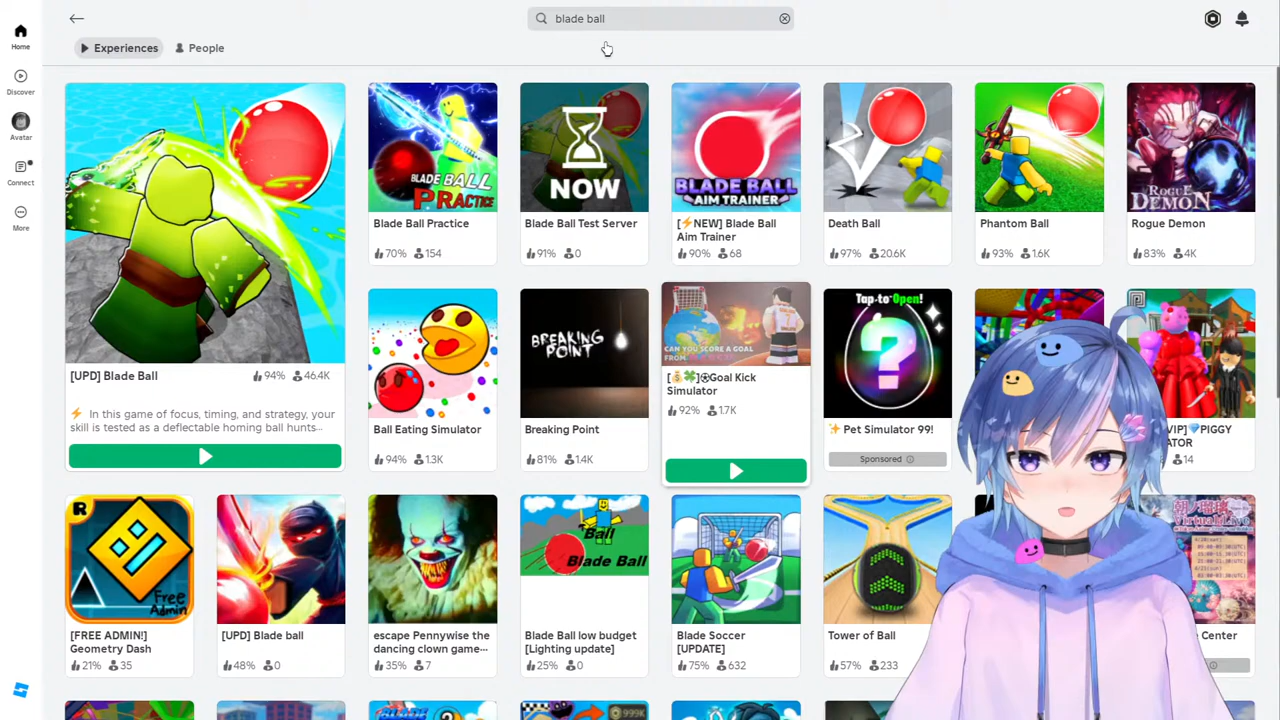 blade ball
Home
Discover
Avatar
Connect
More
Experiences
People
[UPD] Blade Ball
94% 46.4K
⚡ In this game of focus, timing, and strategy, your
skill is tested as a deflectable homing ball hunts...
BLADE BALL
PRACTICE
Blade Ball Practice
70% 154
NOW
Blade Ball Test Server
91% 0
BLADE BALL
AIM TRAINER
[⚡NEW] Blade Ball
Aim Trainer
90% 68
Death Ball
97% 20.6K
Phantom Ball
93% 1.6K
ROGUE
DEMON
Rogue Demon
83% 4K
Ball Eating Simulator
94% 1.3K
BREAKING
POINT
Breaking Point
81% 1.4K
CAN YOU SCORE A GOAL
FROM
[💰🍀]⚽Goal Kick
Simulator
92% 1.7K
Tap to Open!
?
✨ Pet Simulator 99!
Sponsored
VIP]💎PIGGY
ATOR
14
R
Free
Admin
[FREE ADMIN!]
Geometry Dash
21% 35
[UPD] Blade ball
48% 0
escape Pennywise the
dancing clown game...
35% 7
Ball
Blade Ball
Blade Ball low budget
[Lighting update]
25% 0
Blade Soccer
[UPDATE]
75% 632
Tower of Ball
57% 233
Center
999K